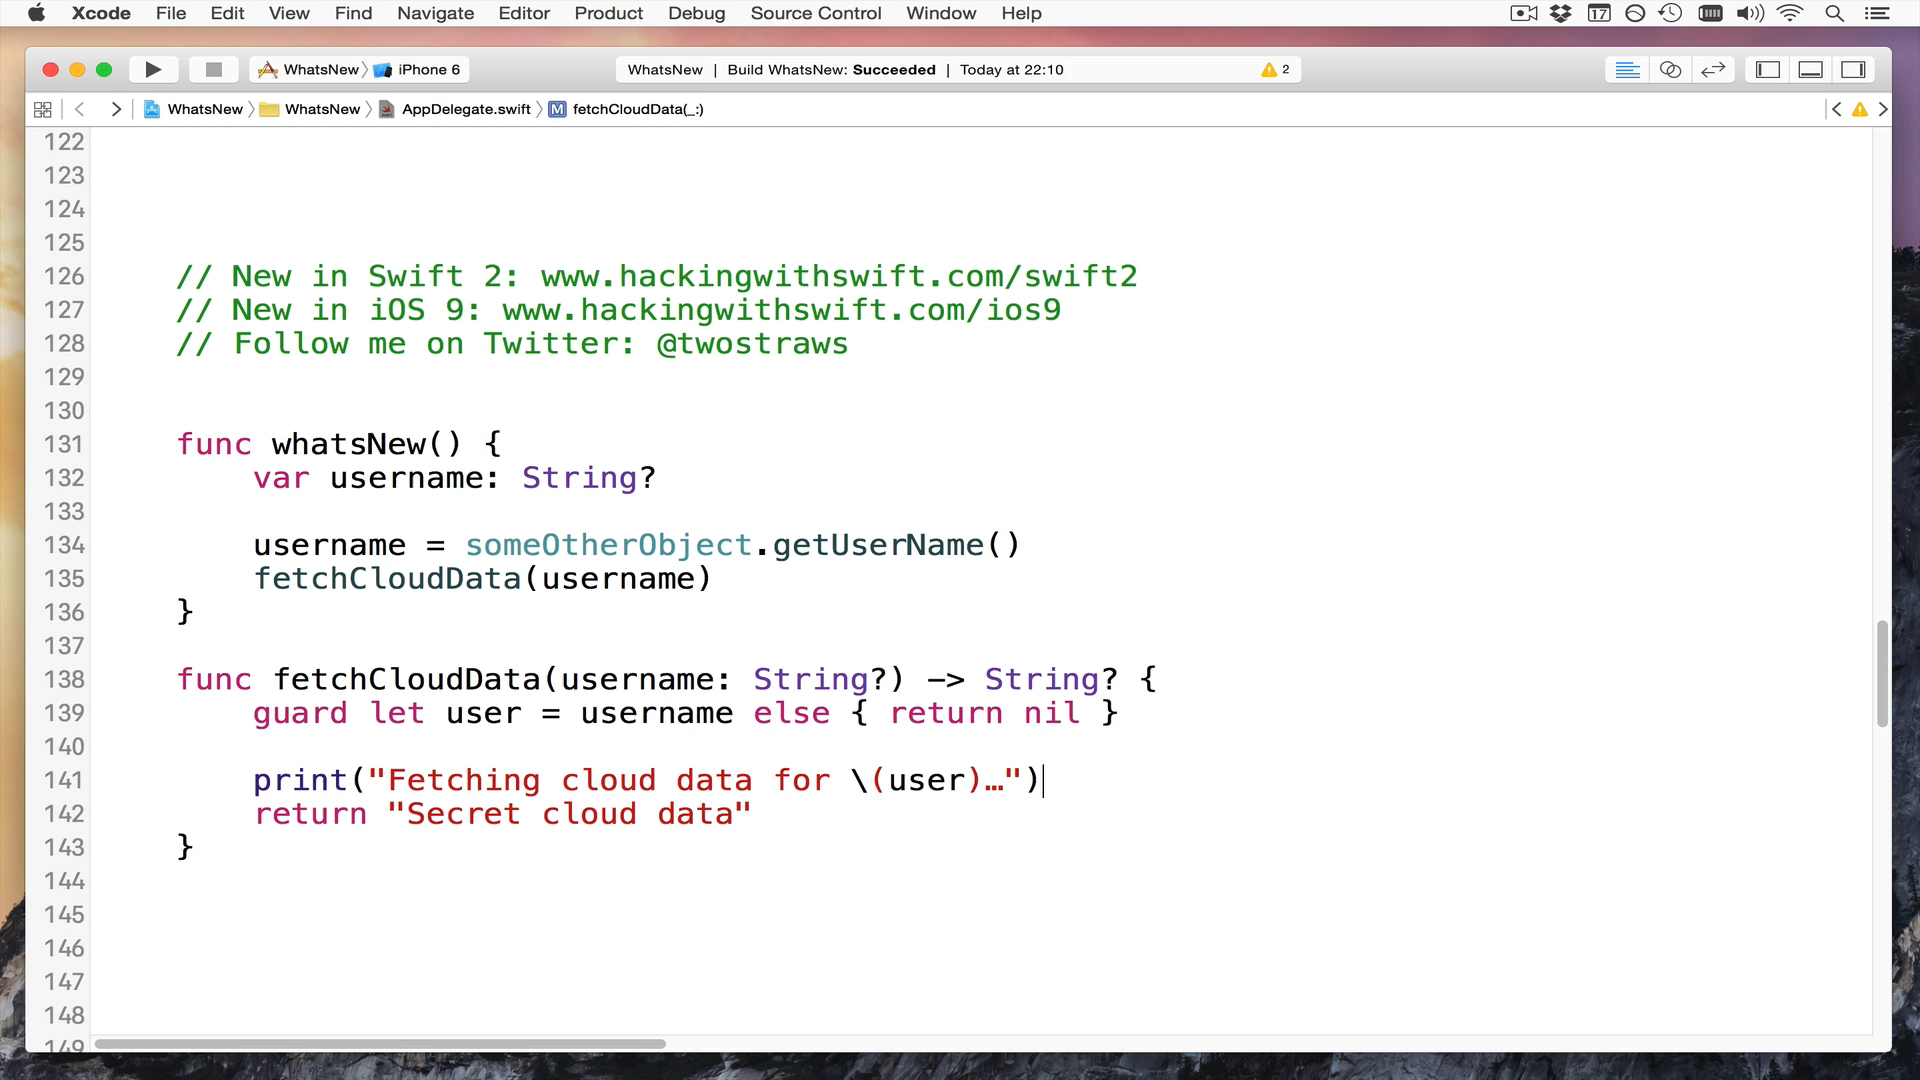 Xcode File Edit View Find Navigate Editor Product Debug Source Control Window Help 17
WhatsNew iPhone 6 WhatsNew | Build WhatsNew: Succeeded | Today at 22:10 2
WhatsNew WhatsNew AppDelegate.swift M fetchCloudData(_:)
122
123
124
125
126 // New in Swift 2: www.hackingwithswift.com/swift2
127 // New in iOS 9: www.hackingwithswift.com/ios9
128 // Follow me on Twitter: @twostraws
129
130
131 func whatsNew() {
132 var username: String?
133
134 username = someOtherObject.getUserName()
135 fetchCloudData(username)
136 }
137
138 func fetchCloudData(username: String?) -> String? {
139 guard let user = username else { return nil }
140
141 print("Fetching cloud data for \(user)…")
142 return "Secret cloud data"
143 }
144
145
146
147
148
149